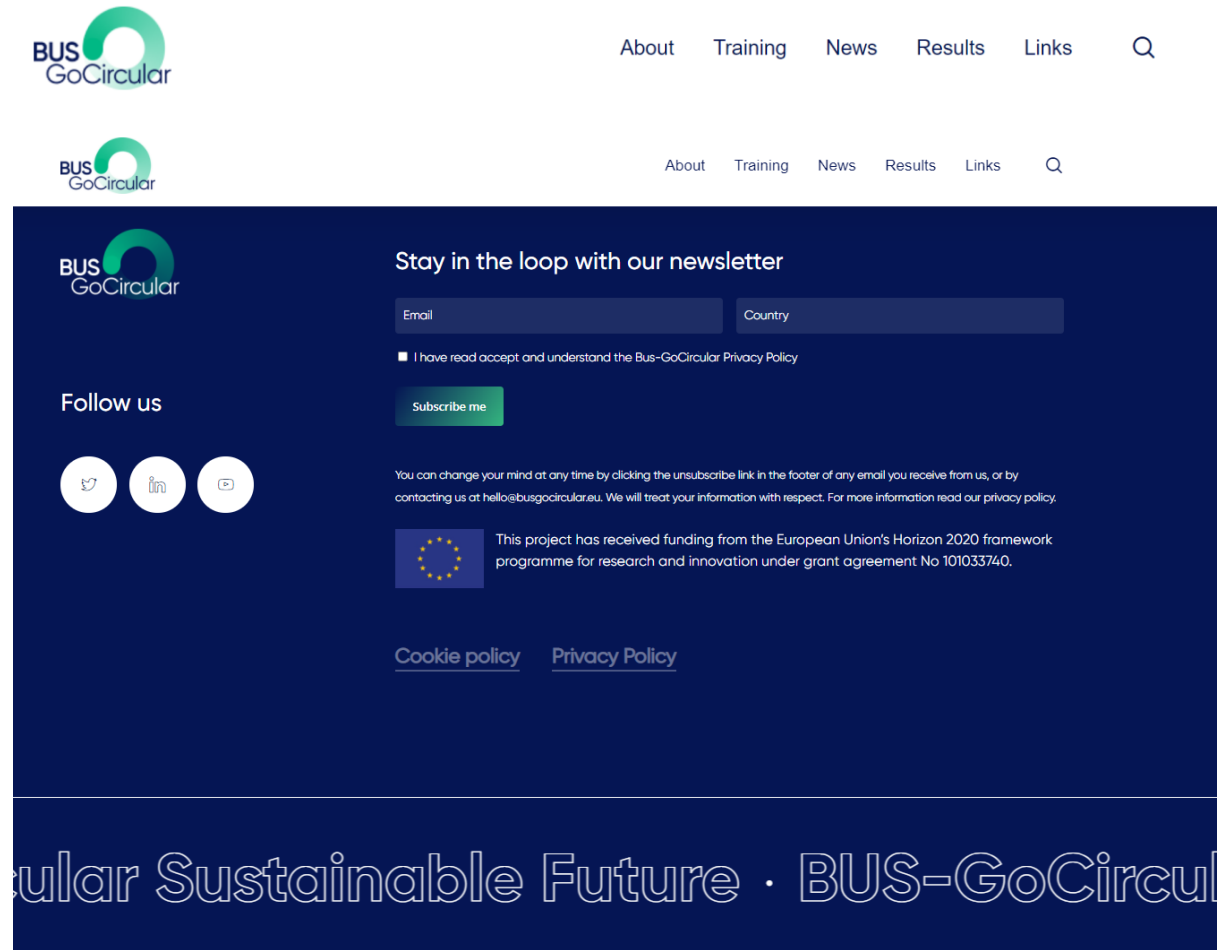 BUS
GoCircular
About Training News Results Links
BUS
GoCircular
About Training News Results Links
BUS
GoCircular
Stay in the loop with our newsletter
Email Country
I have read accept and understand the Bus-GoCircular Privacy Policy
Subscribe me
Follow us
in
You can change your mind at any time by clicking the unsubscribe link in the footer of any email you receive from us, or by
contacting us at hello@busgocircular.eu. We will treat your information with respect. For more information read our privacy policy.
This project has received funding from the European Union's Horizon 2020 framework
programme for research and innovation under grant agreement No 101033740.
Cookie policy Privacy Policy
cular Sustainable Future · BUS-GoCircul